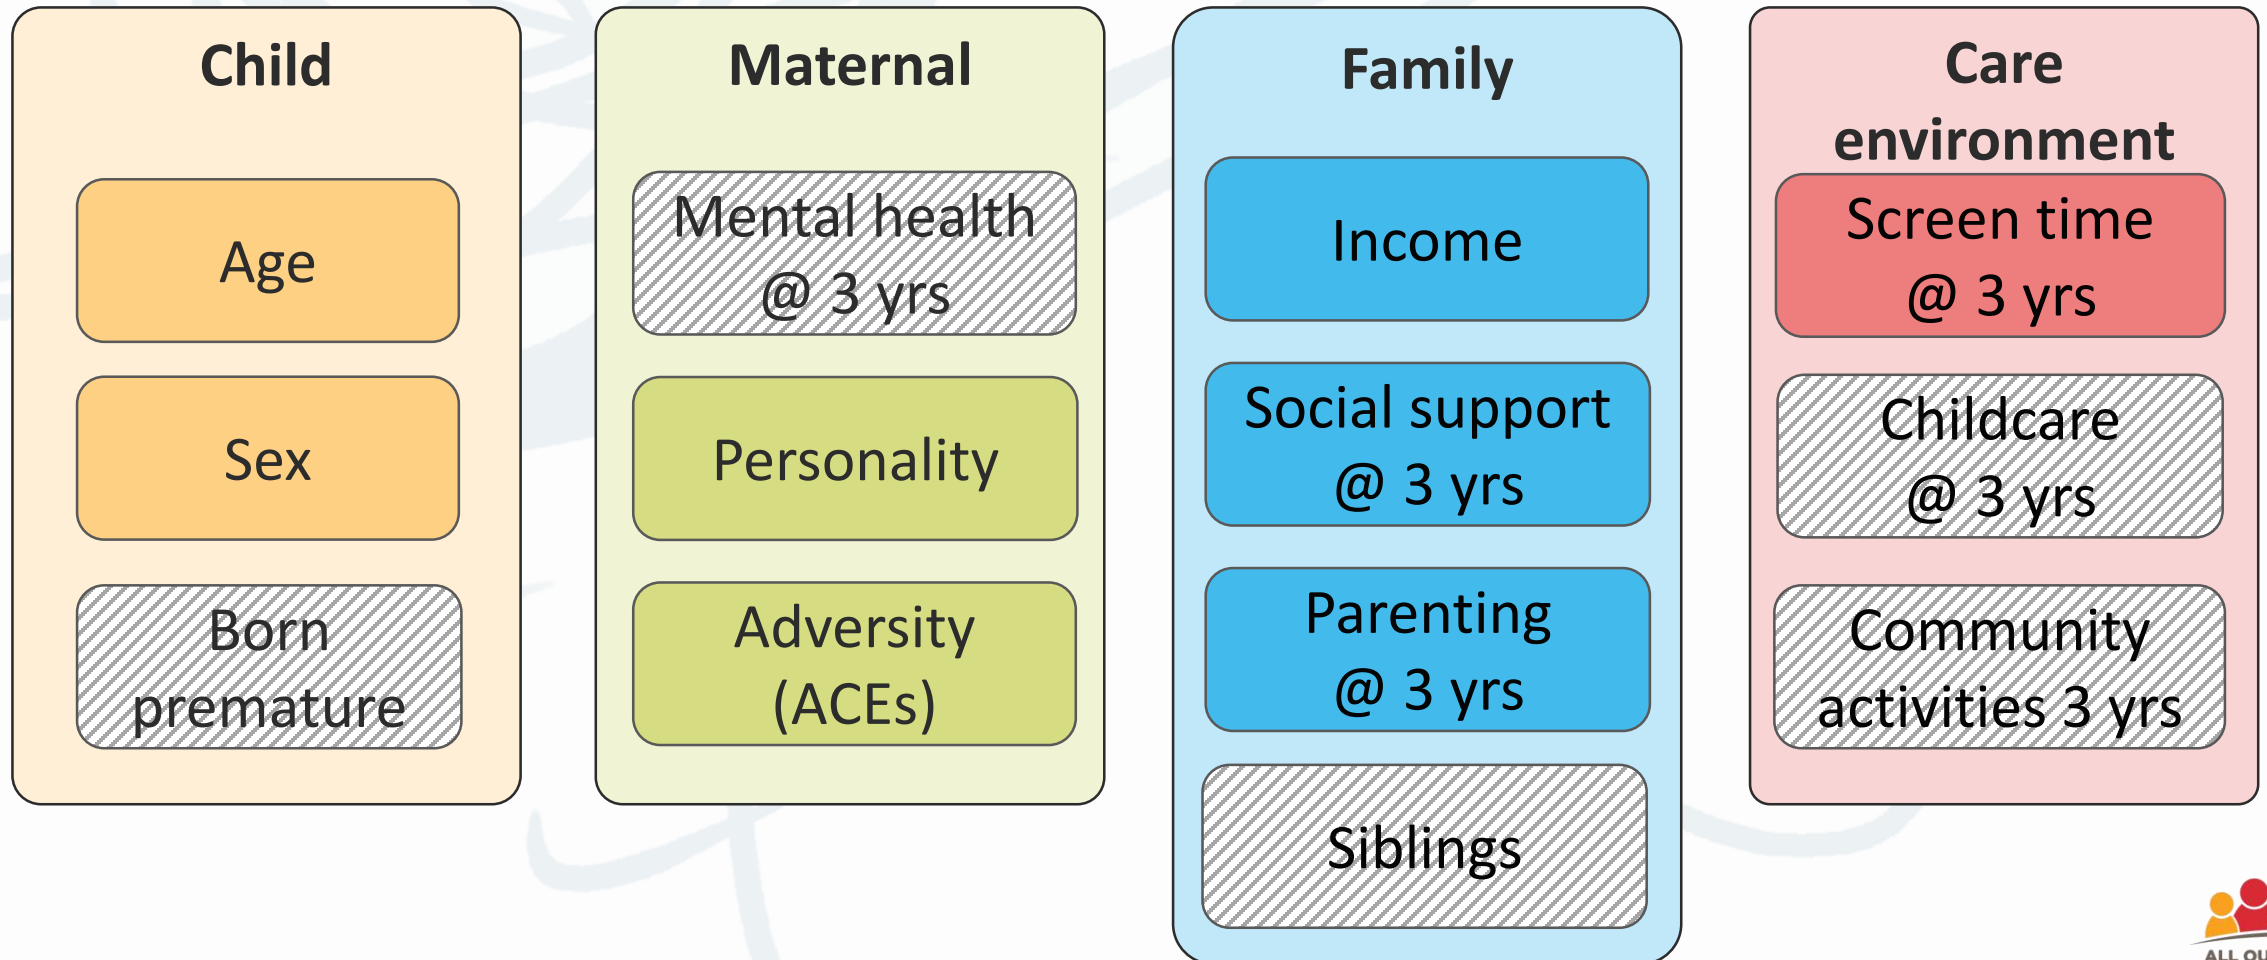 Child
Age
Sex
Born
premature
Maternal
Mental health
@ 3 yrs
Personality
Adversity
(ACEs)
Family
Income
Social support
@ 3 yrs
Parenting
@ 3 yrs
Siblings
Care
environment
Screen time
@ 3 yrs
Childcare
@ 3 yrs
Community
activities 3 yrs
ALL